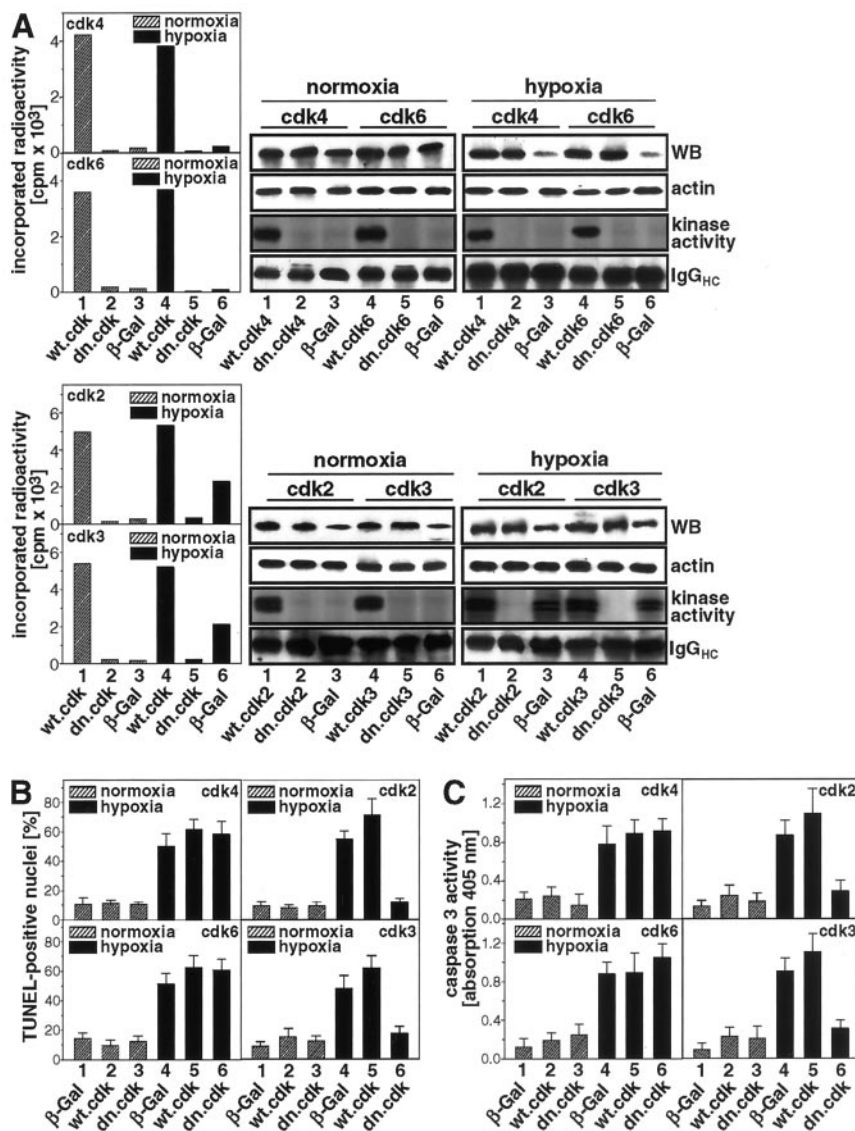 A
cdk4
normoxia
hypoxia
4
2
0
cdk6
normoxia
hypoxia
4
2
0
incorporated radioactivity
[cpm x 10³]
incorporated radioactivity
[cpm x 10³]
1 2 3 4 5 6
wt.cdk dn.cdk β-Gal wt.cdk dn.cdk β-Gal
normoxia hypoxia
cdk4 cdk6 cdk4 cdk6
WB
actin
kinase
activity
IgGHC
1 2 3 4 5 6 1 2 3 4 5 6
wt.cdk4 dn.cdk4 β-Gal wt.cdk6 dn.cdk6 β-Gal wt.cdk4 dn.cdk4 β-Gal wt.cdk6 dn.cdk6 β-Gal
cdk2
normoxia
hypoxia
6
4
2
0
cdk3
normoxia
hypoxia
6
4
2
0
incorporated radioactivity
[cpm x 10³]
1 2 3 4 5 6
wt.cdk dn.cdk β-Gal wt.cdk dn.cdk β-Gal
normoxia hypoxia
cdk2 cdk3 cdk2 cdk3
WB
actin
kinase
activity
IgGHC
1 2 3 4 5 6 1 2 3 4 5 6
wt.cdk2 dn.cdk2 β-Gal wt.cdk3 dn.cdk3 β-Gal wt.cdk2 dn.cdk2 β-Gal wt.cdk3 dn.cdk3 β-Gal
B
TUNEL-positive nuclei [%]
normoxia cdk4
hypoxia
80
60
40
20
0
normoxia cdk2
hypoxia
normoxia cdk6
hypoxia
80
60
40
20
0
normoxia cdk3
hypoxia
1 2 3 4 5 6 1 2 3 4 5 6
β-Gal wt.cdk dn.cdk β-Gal wt.cdk dn.cdk β-Gal wt.cdk dn.cdk β-Gal wt.cdk dn.cdk
C
caspase 3 activity
[absorption 405 nm]
normoxia cdk4
hypoxia
1.2
0.8
0.4
0.0
cdk2
normoxia cdk6
hypoxia
1.2
0.8
0.4
0.0
cdk3
1 2 3 4 5 6 1 2 3 4 5 6
β-Gal wt.cdk dn.cdk β-Gal wt.cdk dn.cdk β-Gal wt.cdk dn.cdk β-Gal wt.cdk dn.cdk